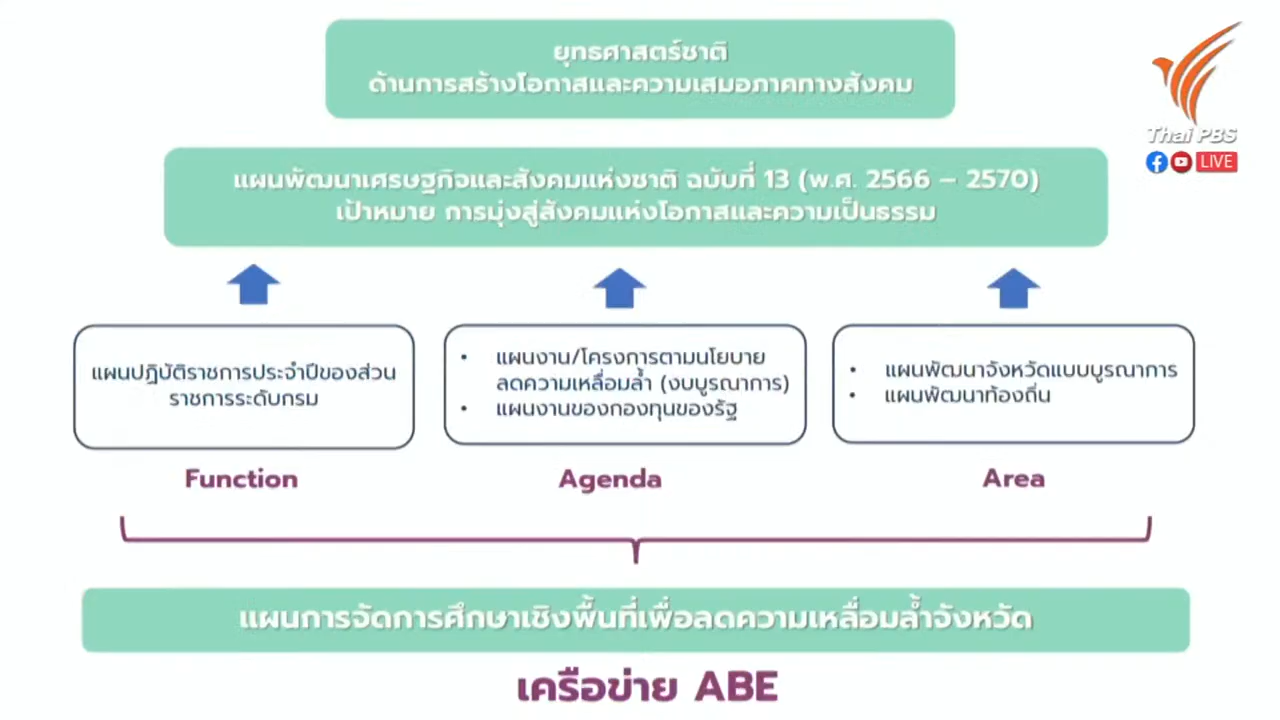 ยุทธศาสตร์ชาติ
ด้านการสร้างโอกาสและความเสมอภาคทางสังคม
Thai PBS
LIVE
แผนพัฒนาเศรษฐกิจและสังคมแห่งชาติ ฉบับที่ 13 (พ.ศ. 2566 – 2570)
เป้าหมาย การมุ่งสู่สังคมแห่งโอกาสและความเป็นธรรม
แผนปฏิบัติราชการประจำปีของส่วน
ราชการระดับกรม
• แผนงาน/โครงการตามนโยบาย
ลดความเหลื่อมล้ำ (งบบูรณาการ)
• แผนงานของกองทุนของรัฐ
• แผนพัฒนาจังหวัดแบบบูรณาการ
• แผนพัฒนาท้องถิ่น
Function
Agenda
Area
แผนการจัดการศึกษาเชิงพื้นที่เพื่อลดความเหลื่อมล้ำจังหวัด
เครือข่าย ABE